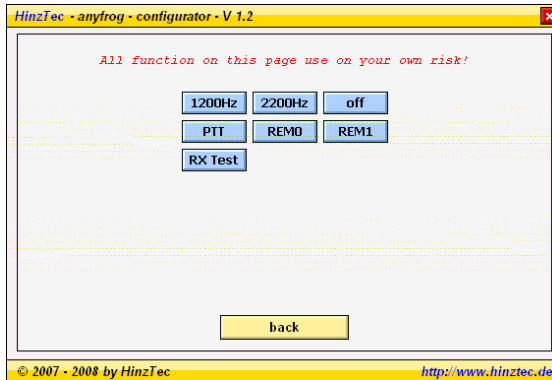 HinzTec - anyfrog - configurator - V 1.2
All function on this page use on your own risk!
1200Hz 2200Hz off
PTT REM0 REM1
RX Test
back
© 2007 - 2008 by HinzTec http://www.hinztec.de